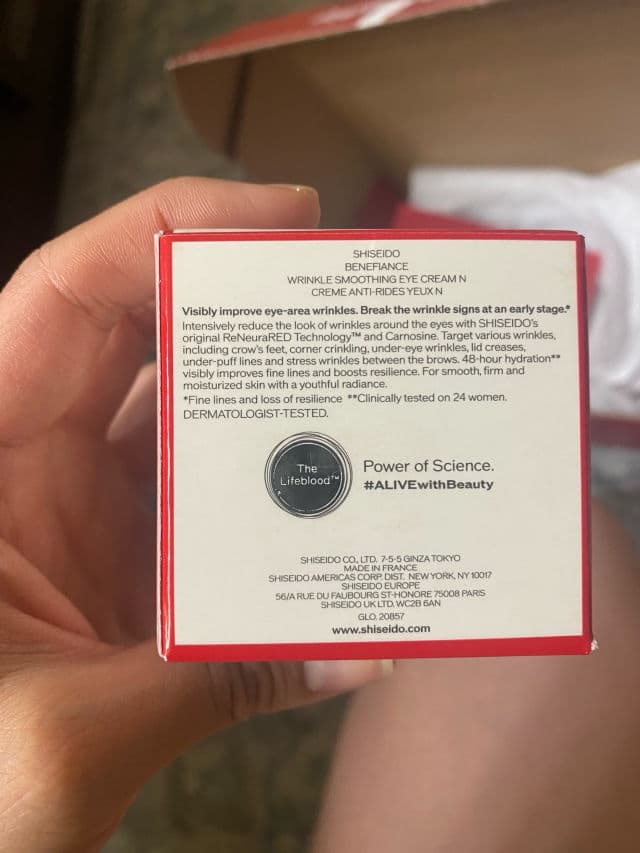 SHISEIDO
BENEFIANCE
WRINKLE SMOOTHING EYE CREAM N
CREME ANTI-RIDES YEUX N
Visibly improve eye-area wrinkles. Break the wrinkle signs at an early stage.*
Intensively reduce the look of wrinkles around the eyes with SHISEIDO's
original ReNeuraRED Technology™ and Carnosine. Target various wrinkles,
including crow's feet, corner crinkling, under-eye wrinkles, lid creases,
under-puff lines and stress wrinkles between the brows. 48-hour hydration**
visibly improves fine lines and boosts resilience. For smooth, firm and
moisturized skin with a youthful radiance.
*Fine lines and loss of resilience **Clinically tested on 24 women.
DERMATOLOGIST-TESTED.
The
Lifeblood™
Power of Science.
#ALIVEwithBeauty
SHISEIDO CO., LTD. 7-5-5 GINZA TOKYO
MADE IN FRANCE
SHISEIDO AMERICAS CORP. DIST. NEW YORK, NY 10017
SHISEIDO EUROPE
56/A RUE DU FAUBOURG ST-HONORE 75008 PARIS
SHISEIDO UK LTD. WC2B 6AN
GLO. 20857
www.shiseido.com